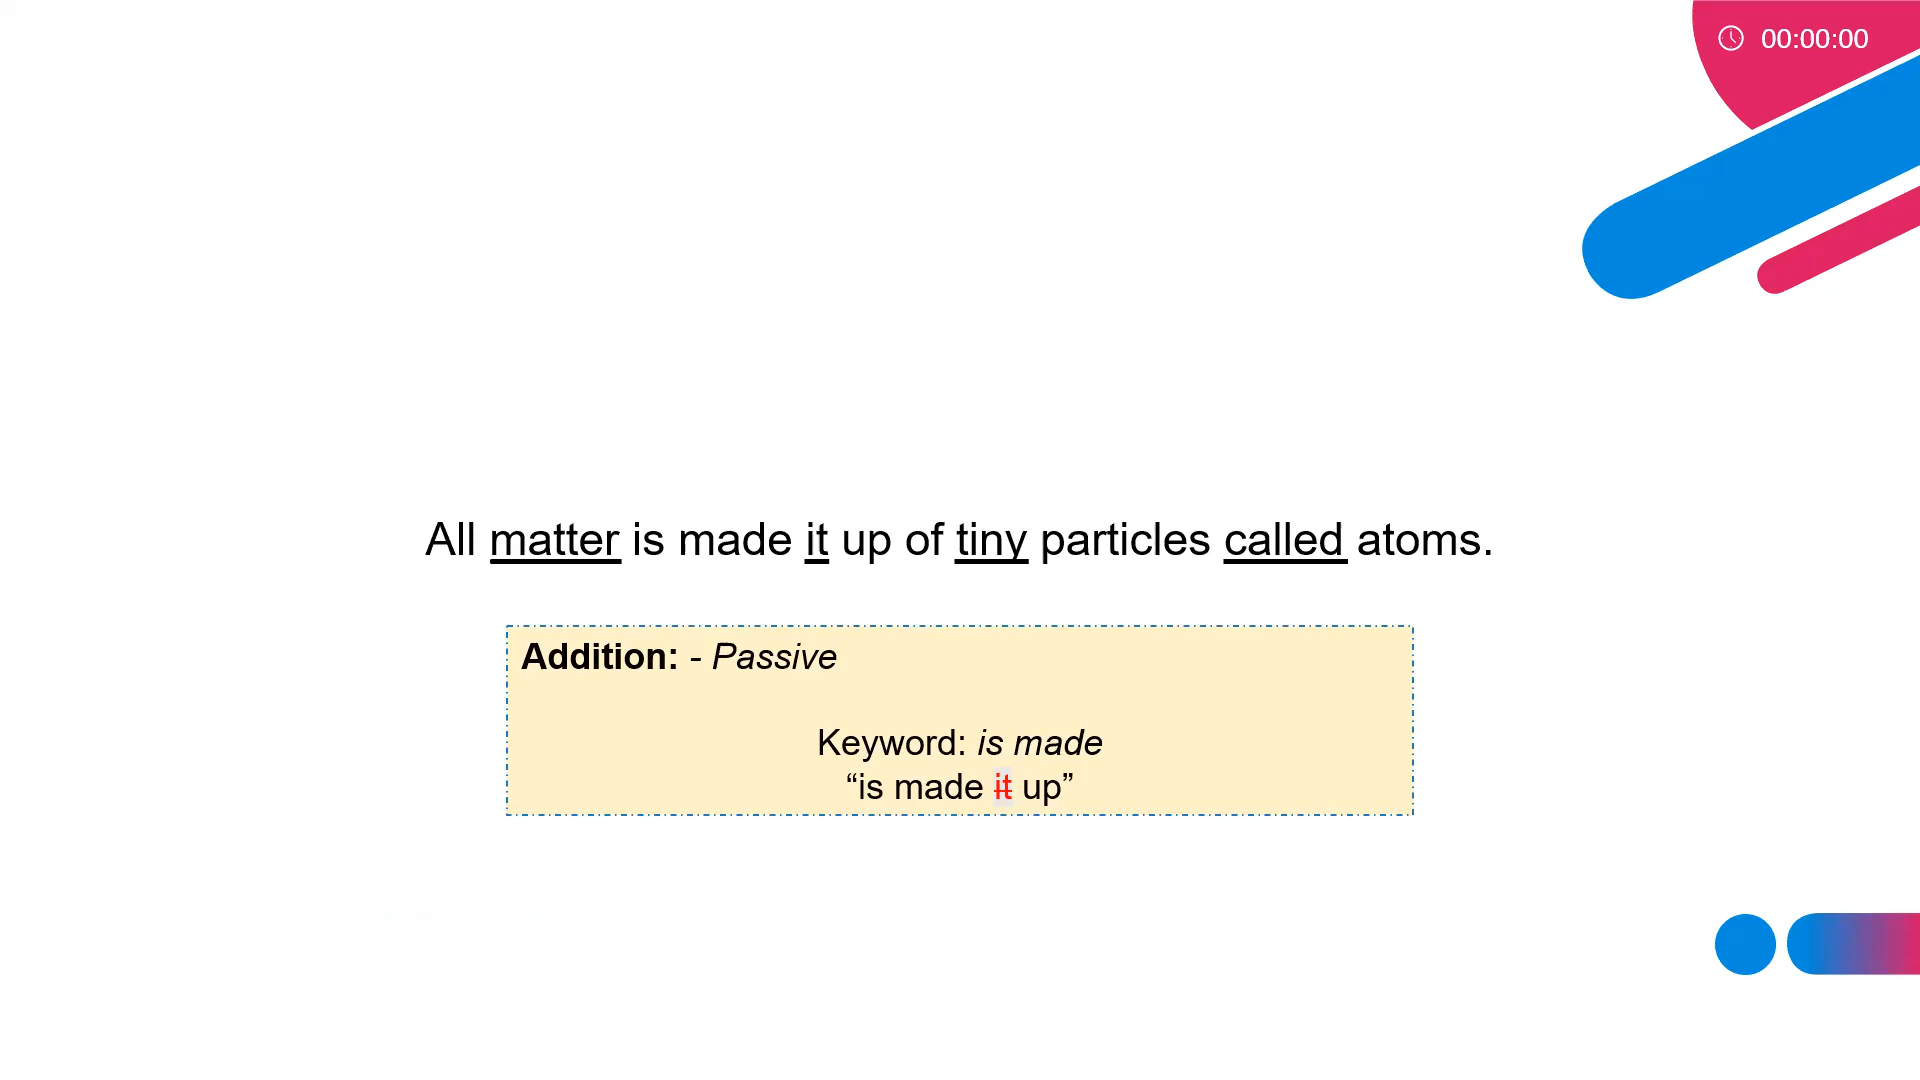 00:00:00
All matter is made it up of tiny particles called atoms.
Addition: - Passive
Keyword: is made
“is made it up”